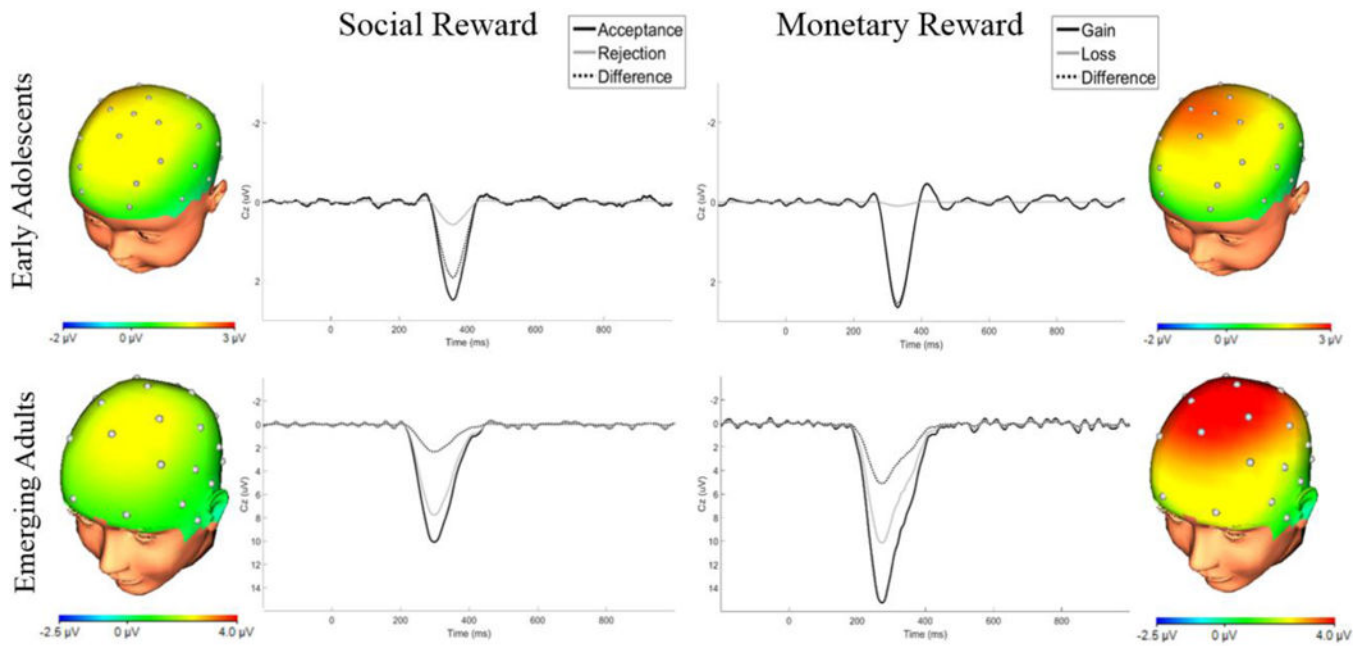 Social Reward
Acceptance
Rejection
Difference
Monetary Reward
Gain
Loss
Difference
Early Adolescents
-2 μV 0 μV 3 μV
-2
0
2
Cz (uV)
0 200 400 600 800
Time (ms)
-2
0
2
Cz (uV)
0 200 400 600 800
Time (ms)
-2 μV 0 μV 3 μV
Emerging Adults
-2.5 μV 0 μV 4.0 μV
-2
0
2
4
6
8
10
12
14
Cz (uV)
0 200 400 600 800
Time (ms)
-2
0
2
4
6
8
10
12
14
Cz (uV)
0 200 400 600 800
Time (ms)
-2.5 μV 0 μV 4.0 μV